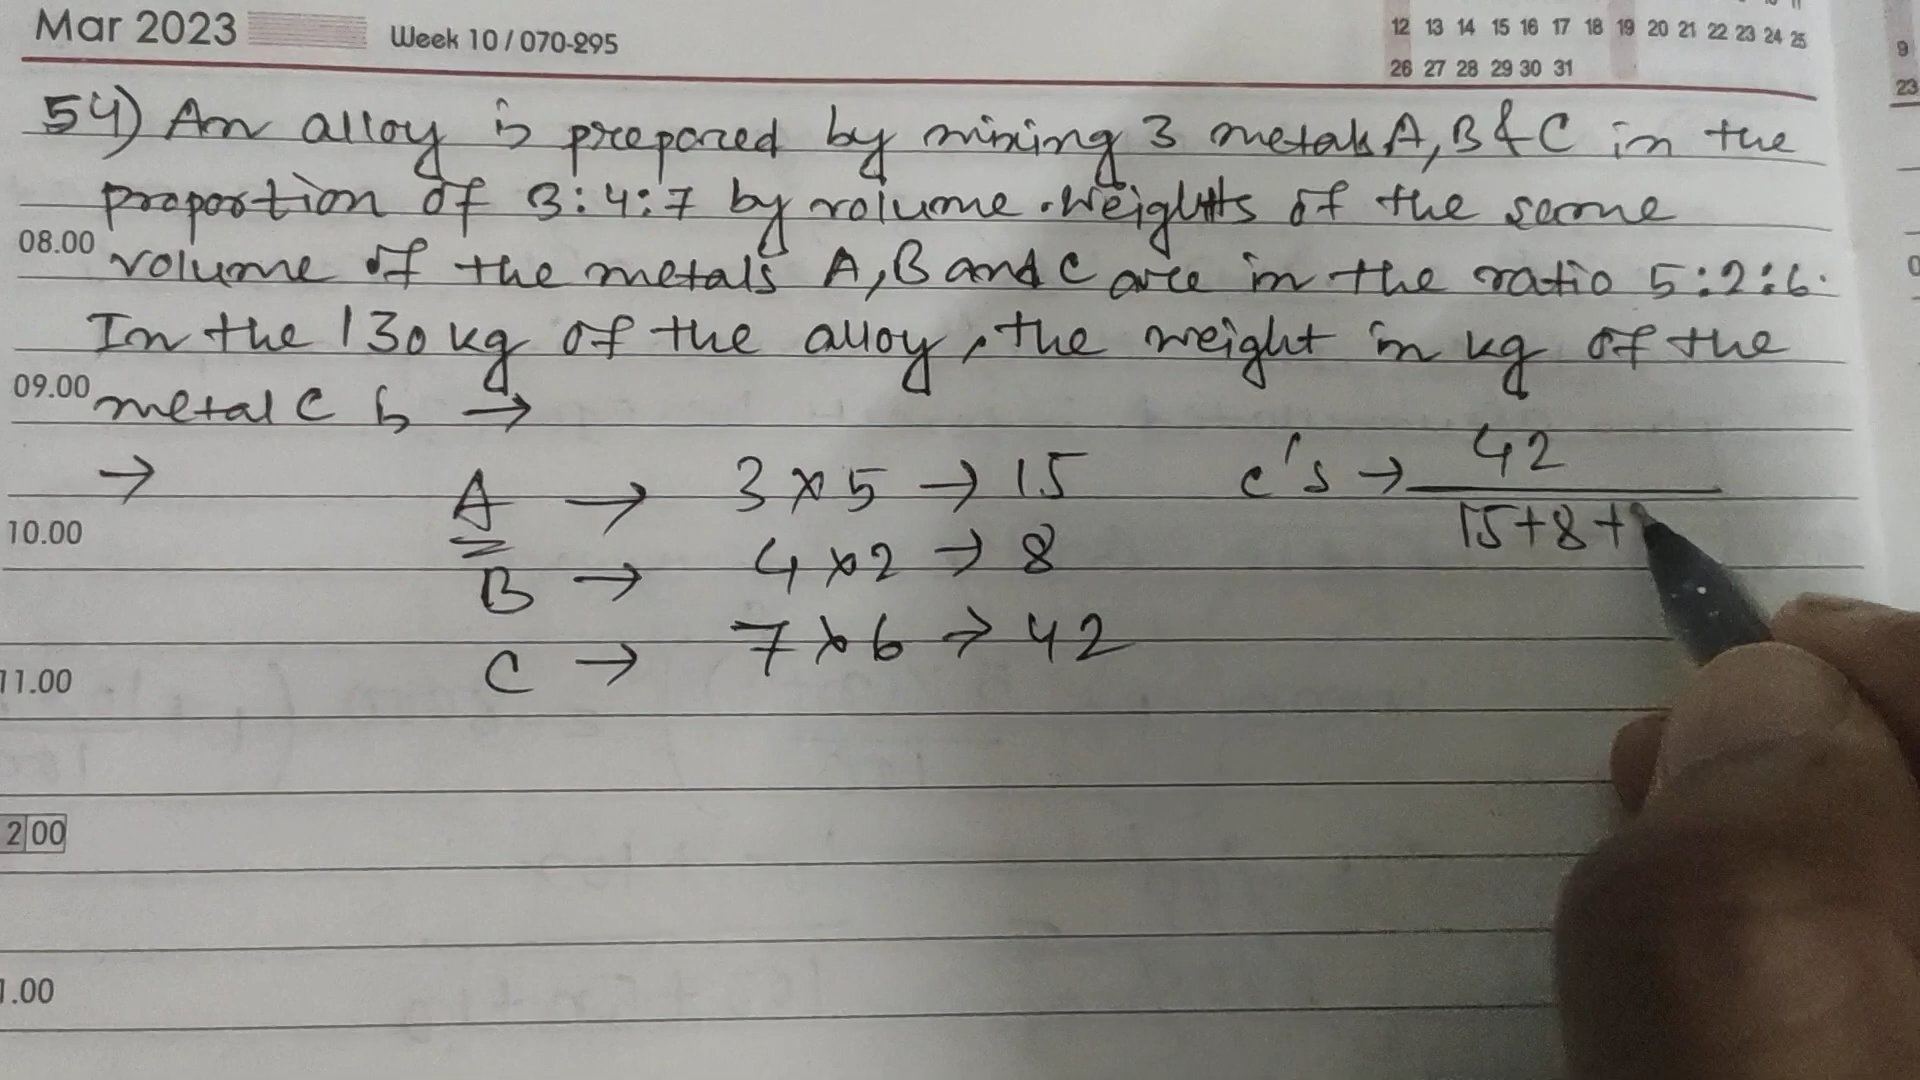 Mar 2023
Week 10 / 070-295
12 13 14 15 16 17 18 19 20 21 22 23 24 25
26 27 28 29 30 31
9
23
54) An alloy is prepared by mixing 3 metals A, B & C in the
proportion of 3:4:7 by volume. Weights of the same
08.00 volume of the metals A, B and C are in the ratio 5:2:6.
In the 130 kg of the alloy, the weight in kg of the
09.00 metal C is →
→ A → 3 × 5 → 15 C's → 42
10.00 15+8+
B → 4 × 2 → 8
11.00 C → 7 × 6 → 42
2 00
1.00